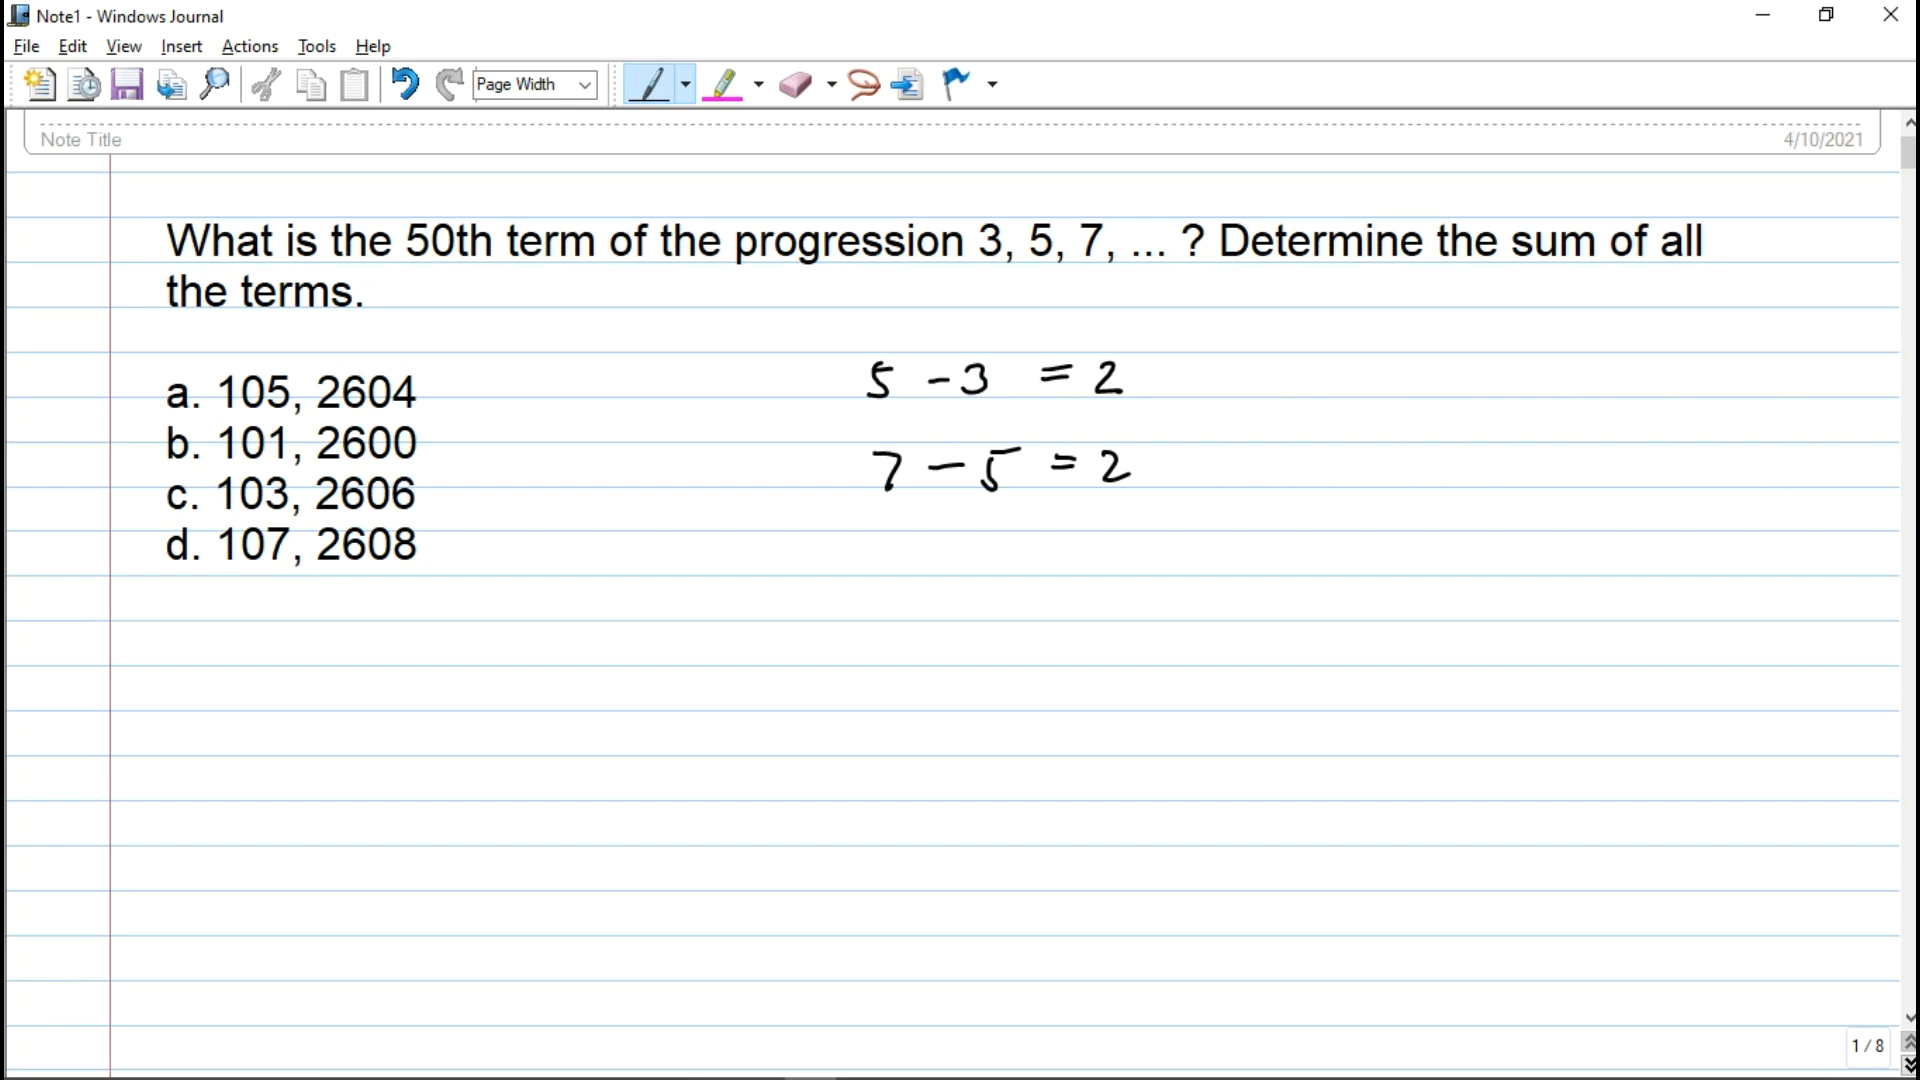 Note1 - Windows Journal
File Edit View Insert Actions Tools Help
Page Width
Note Title 4/10/2021
What is the 50th term of the progression 3, 5, 7, ... ? Determine the sum of all
the terms.
5 - 3 = 2
a. 105, 2604
b. 101, 2600
7 - 5 = 2
c. 103, 2606
d. 107, 2608
1 / 8